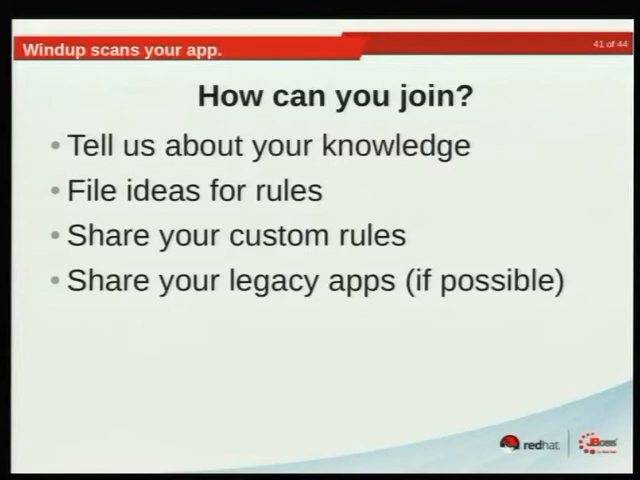 Windup scans your app.
41 of 44
How can you join?
• Tell us about your knowledge
• File ideas for rules
• Share your custom rules
• Share your legacy apps (if possible)
redhat.
JBoss